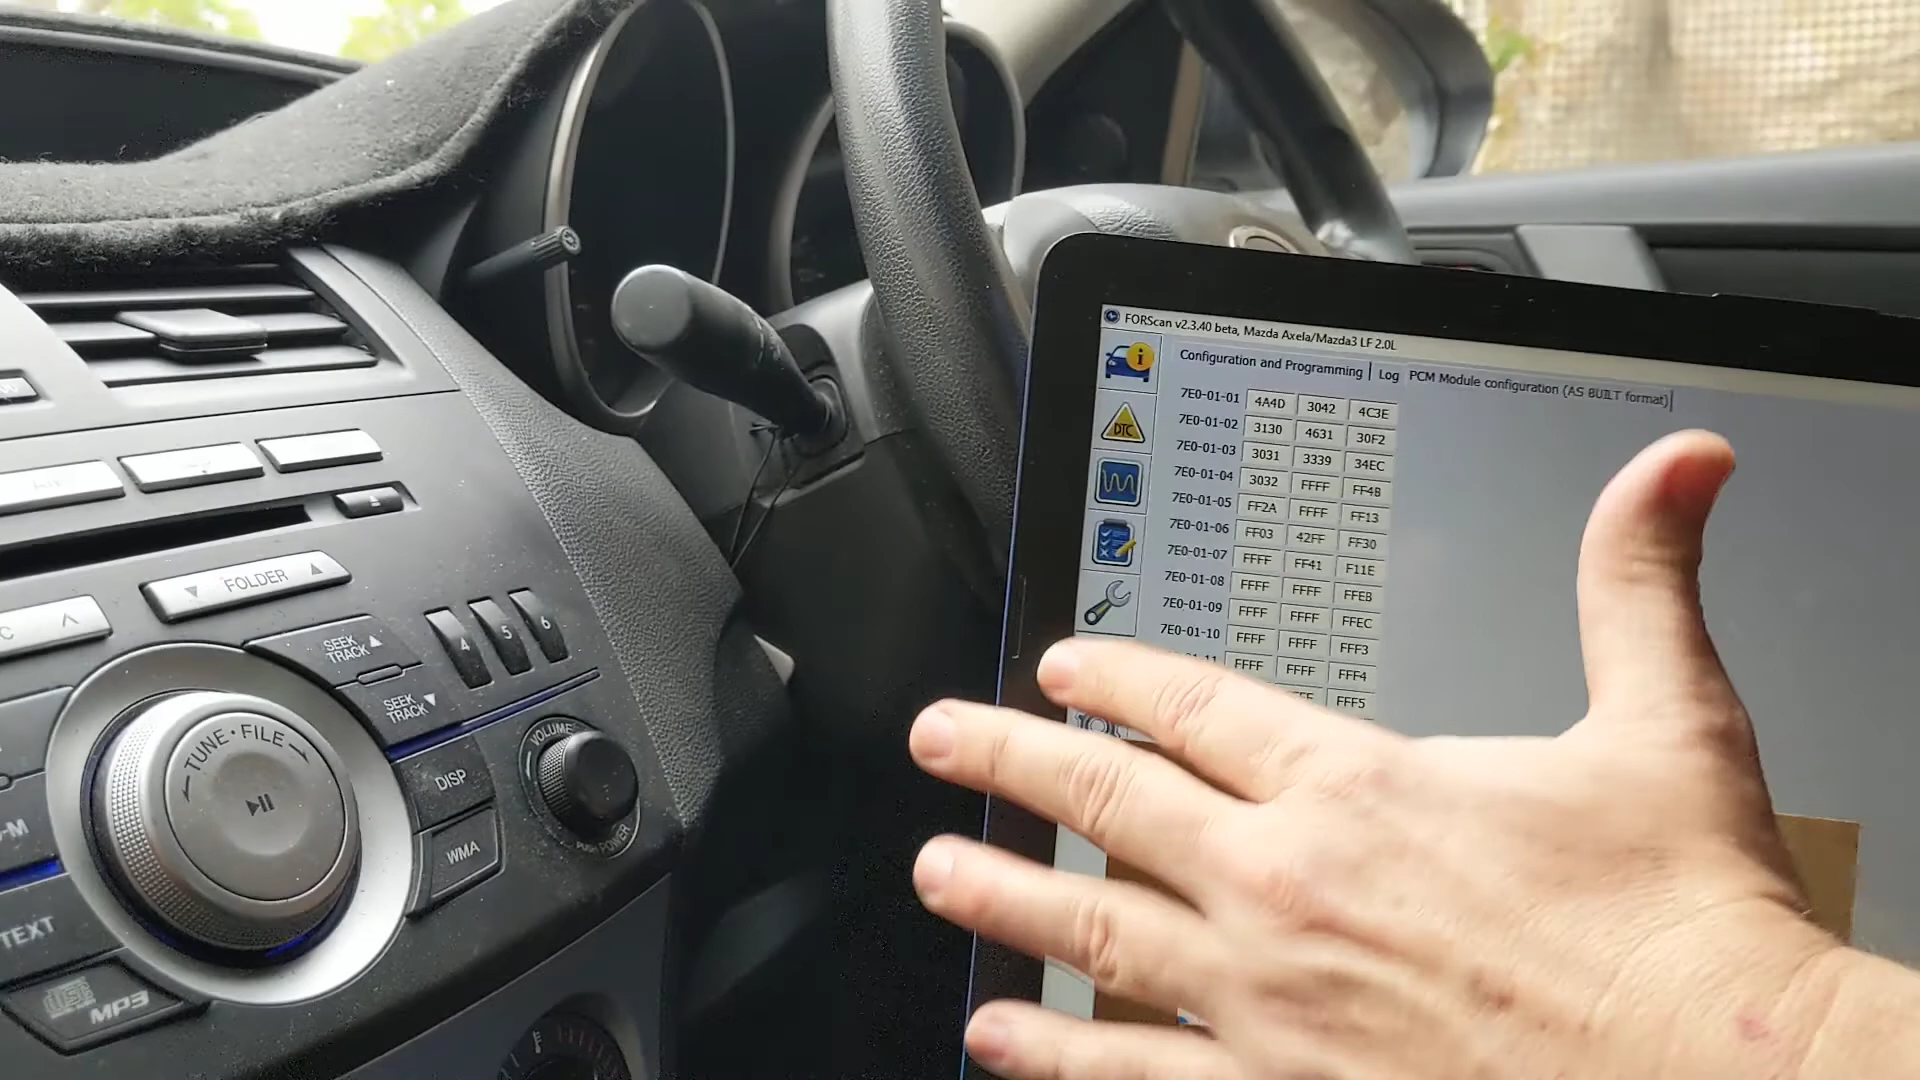 FORScan v2.3.40 beta, Mazda Axela/Mazda3 LF 2.0L
Configuration and Programming
Log
PCM Module configuration (AS BUILT format)
7E0-01-01 4A4D 3042 4C3E
7E0-01-02 3130 4631 30F2
7E0-01-03 3031 3339 34EC
7E0-01-04 3032 FFFF FF4B
7E0-01-05 FF2A FFFF FF13
7E0-01-06 FF03 42FF FF30
7E0-01-07 FFFF FF41 F11E
7E0-01-08 FFFF FFFF FFEB
7E0-01-09 FFFF FFFF FFEC
7E0-01-10 FFFF FFFF FFF3
FFFF FFFF FFF4
FFF5
DTC
i
FOLDER
SEEK
TRACK
SEEK
TRACK
4 5 6
TUNE • FILE
VOLUME
PUSH POWER
DISP
WMA
TEXT
MP3